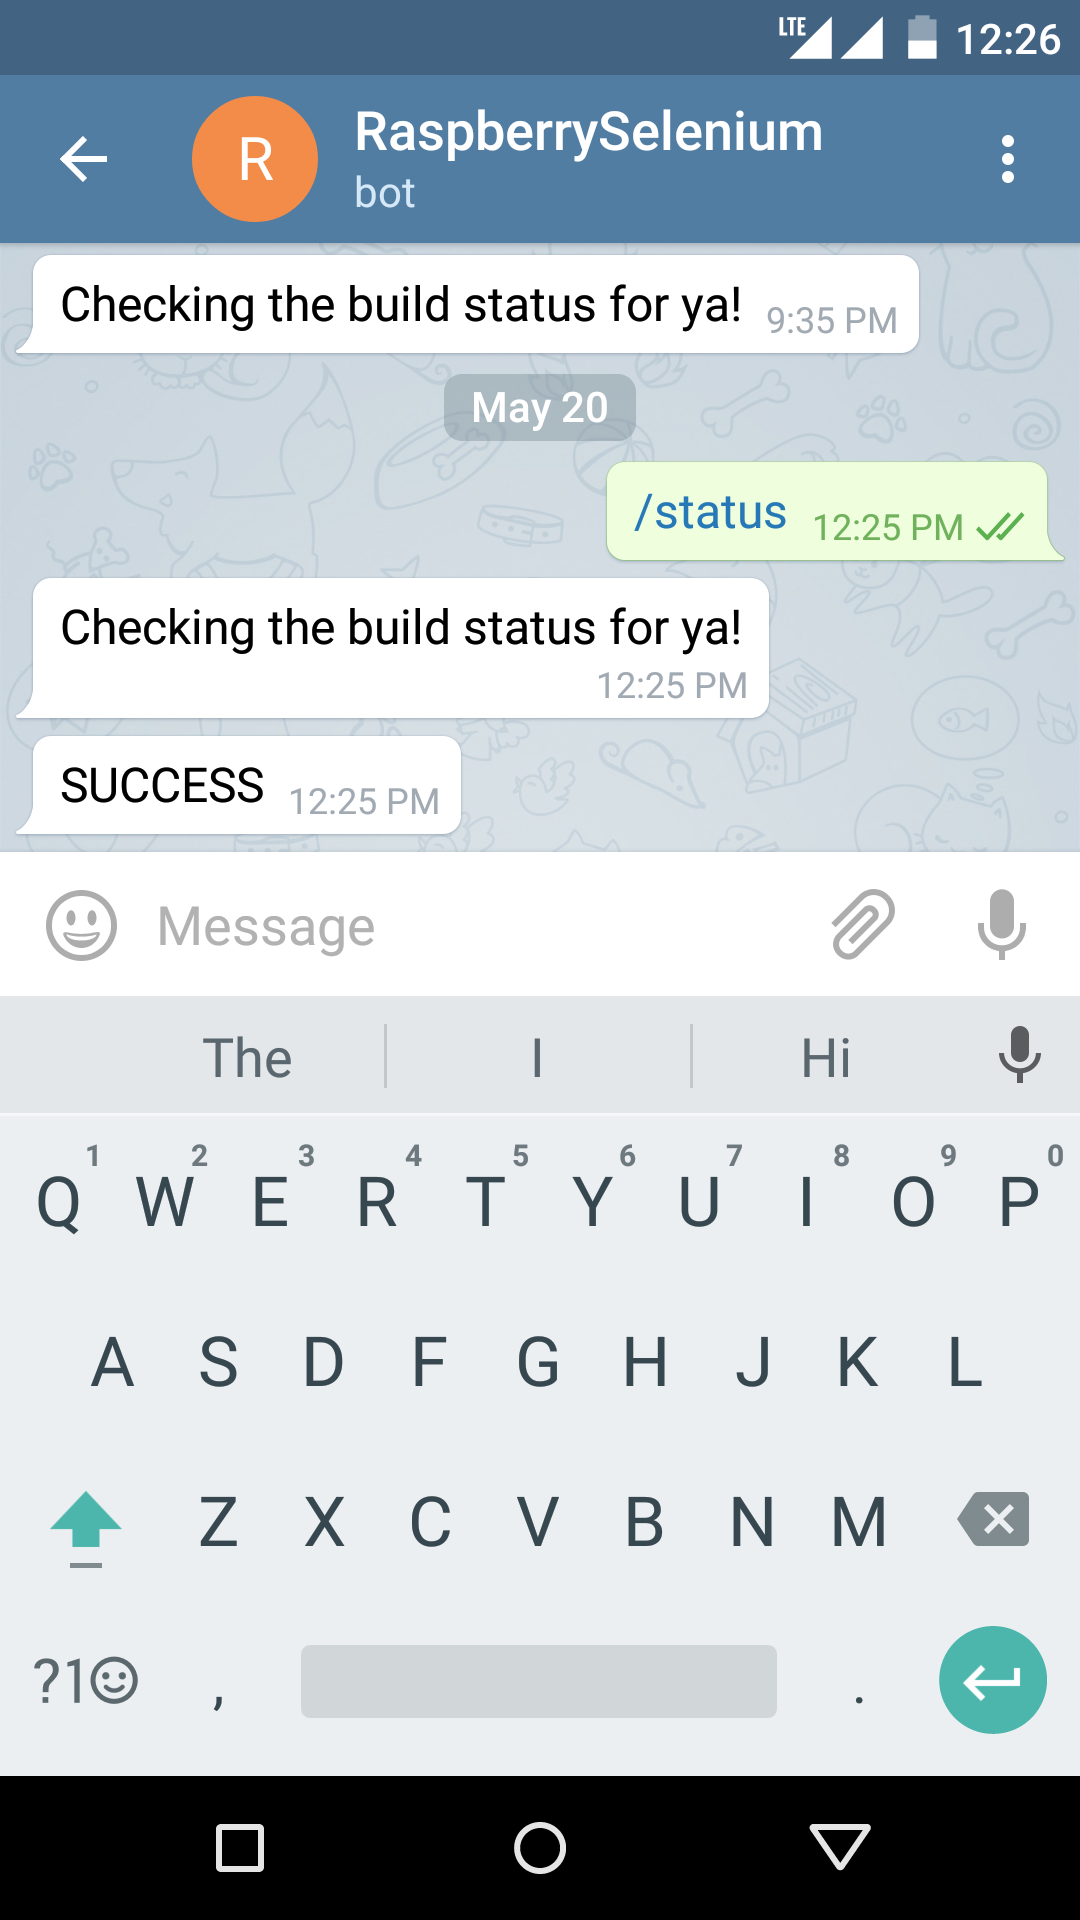 LTE 12:26
R
RaspberrySelenium
bot
Checking the build status for ya! 9:35 PM
May 20
/status 12:25 PM
Checking the build status for ya!
12:25 PM
SUCCESS 12:25 PM
Message
The I Hi
1 2 3 4 5 6 7 8 9 0
Q W E R T Y U I O P
A S D F G H J K L
Z X C V B N M
?1☺ , .